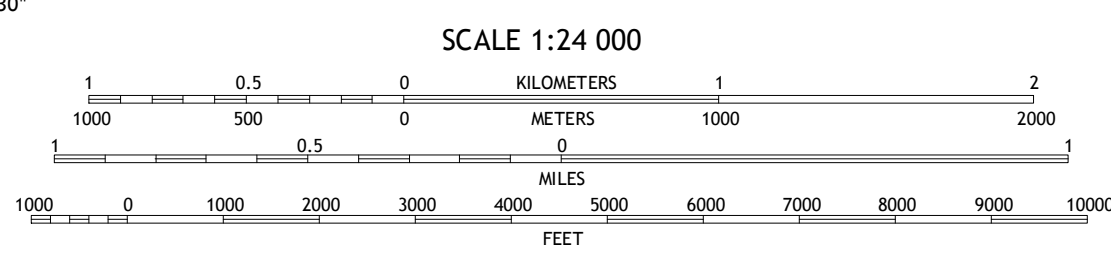 30"
SCALE 1:24 000
1 0.5 0 KILOMETERS 1 2
1000 500 0 METERS 1000 2000
1 0.5 0 1
MILES
1000 0 1000 2000 3000 4000 5000 6000 7000 8000 9000 10000
FEET